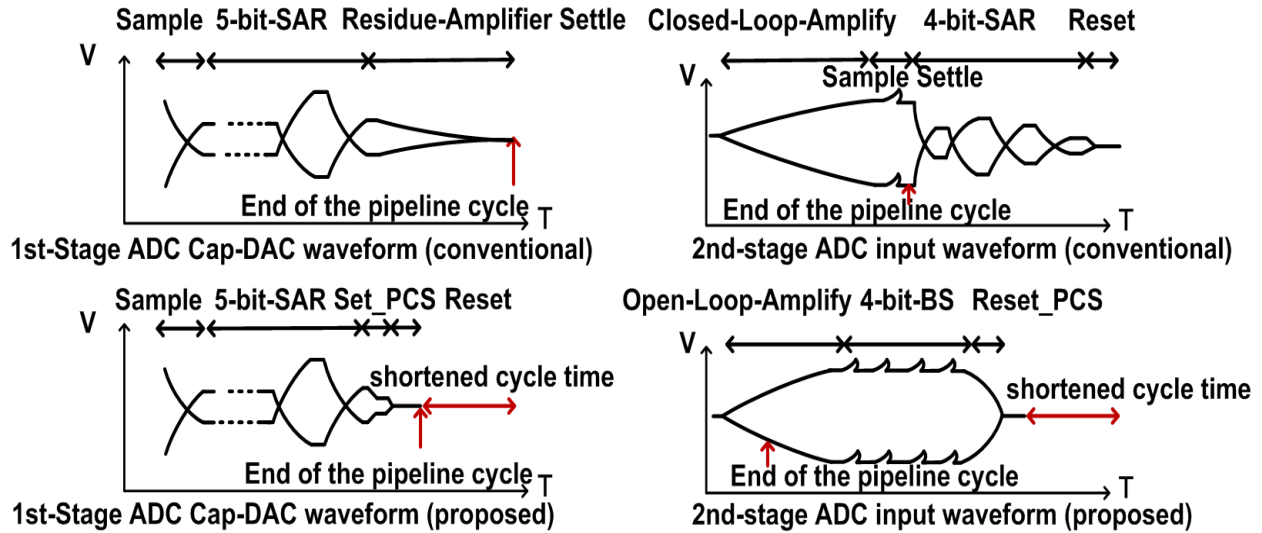 Sample 5-bit-SAR Residue-Amplifier Settle
V
End of the pipeline cycle
T
1st-Stage ADC Cap-DAC waveform (conventional)
Closed-Loop-Amplify 4-bit-SAR Reset
V
Sample Settle
End of the pipeline cycle
T
2nd-stage ADC input waveform (conventional)
Sample 5-bit-SAR Set_PCS Reset
V
shortened cycle time
End of the pipeline cycle
T
1st-Stage ADC Cap-DAC waveform (proposed)
Open-Loop-Amplify 4-bit-BS Reset_PCS
V
shortened cycle time
End of the pipeline cycle
T
2nd-stage ADC input waveform (proposed)